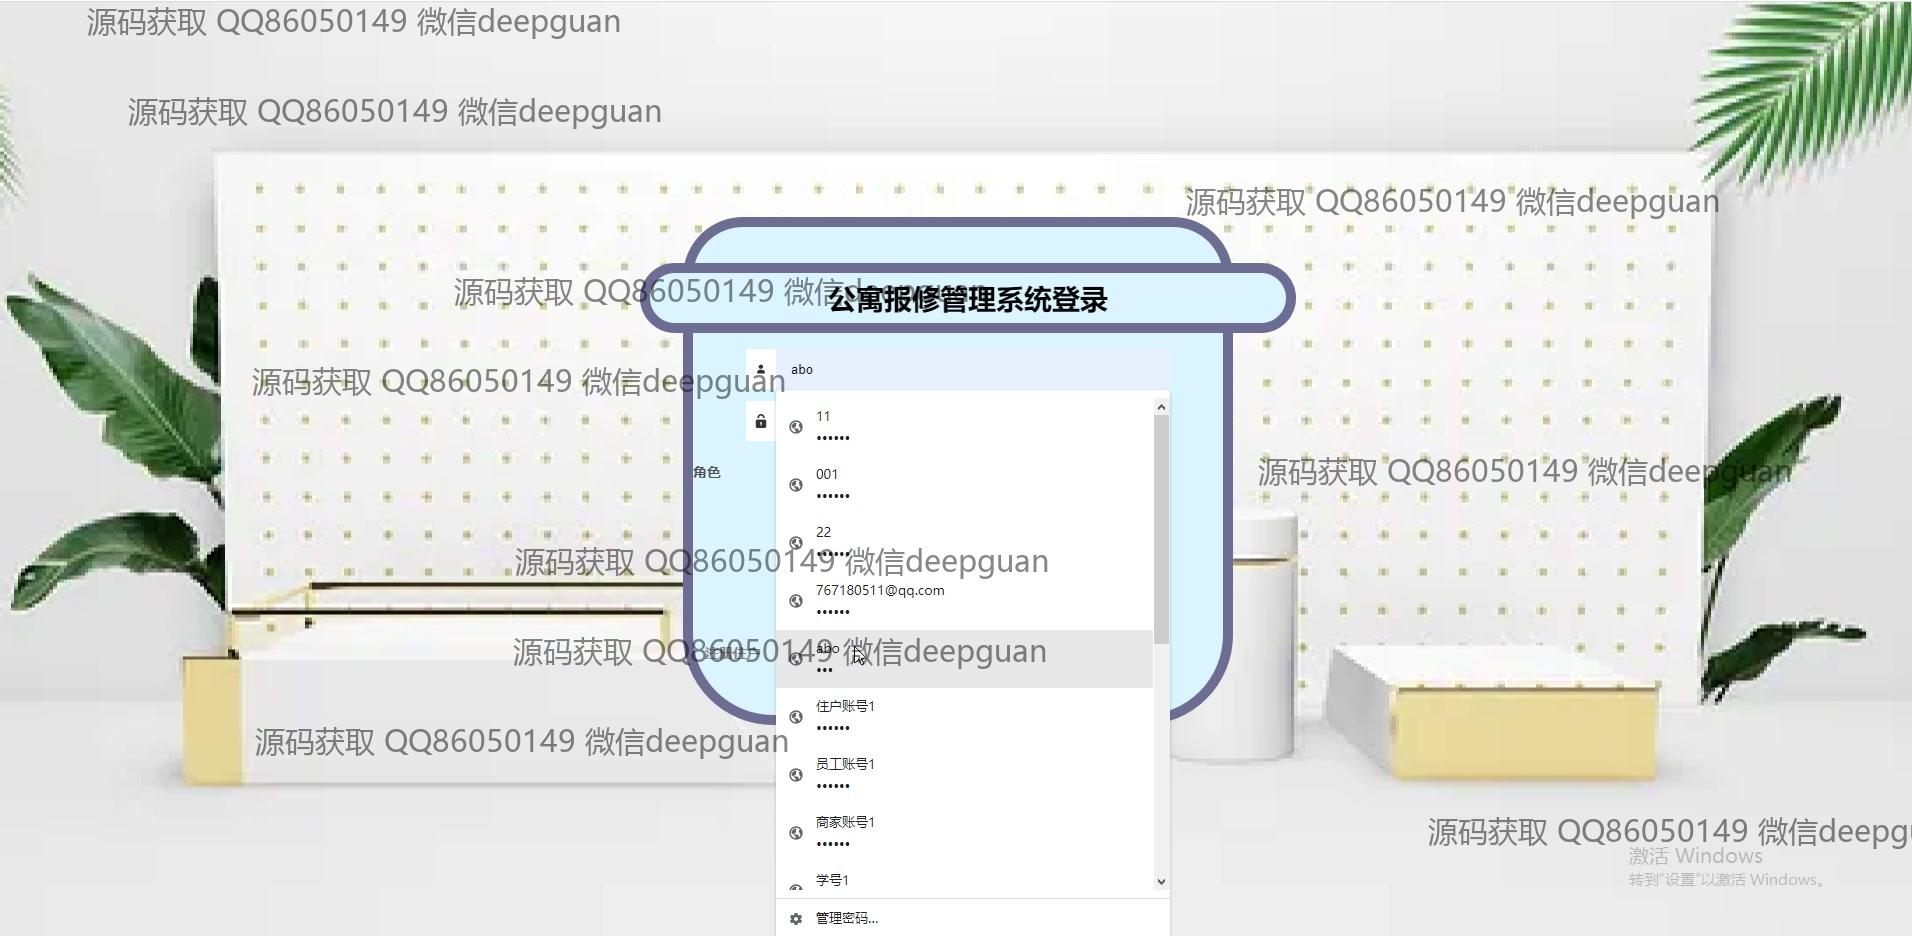 源码获取 QQ86050149 微信deepguan
源码获取 QQ86050149 微信deepguan
源码获取 QQ86050149 微信deepguan
源码获取 QQ86050149 微信deepguan
公寓报修管理系统登录
abo
源码获取 QQ86050149 微信deepguan
11
••••••
001
••••••
角色
源码获取 QQ86050149 微信deepguan
22
••••••
源码获取 QQ86050149 微信deepguan
767180511@qq.com
••••••
abo
•••
源码获取 QQ86050149 微信deepguan
注册住户
住户账号1
••••••
源码获取 QQ86050149 微信deepguan
员工账号1
••••••
商家账号1
••••••
源码获取 QQ86050149 微信deepg
激活 Windows
转到"设置"以激活 Windows。
学号1
管理密码...